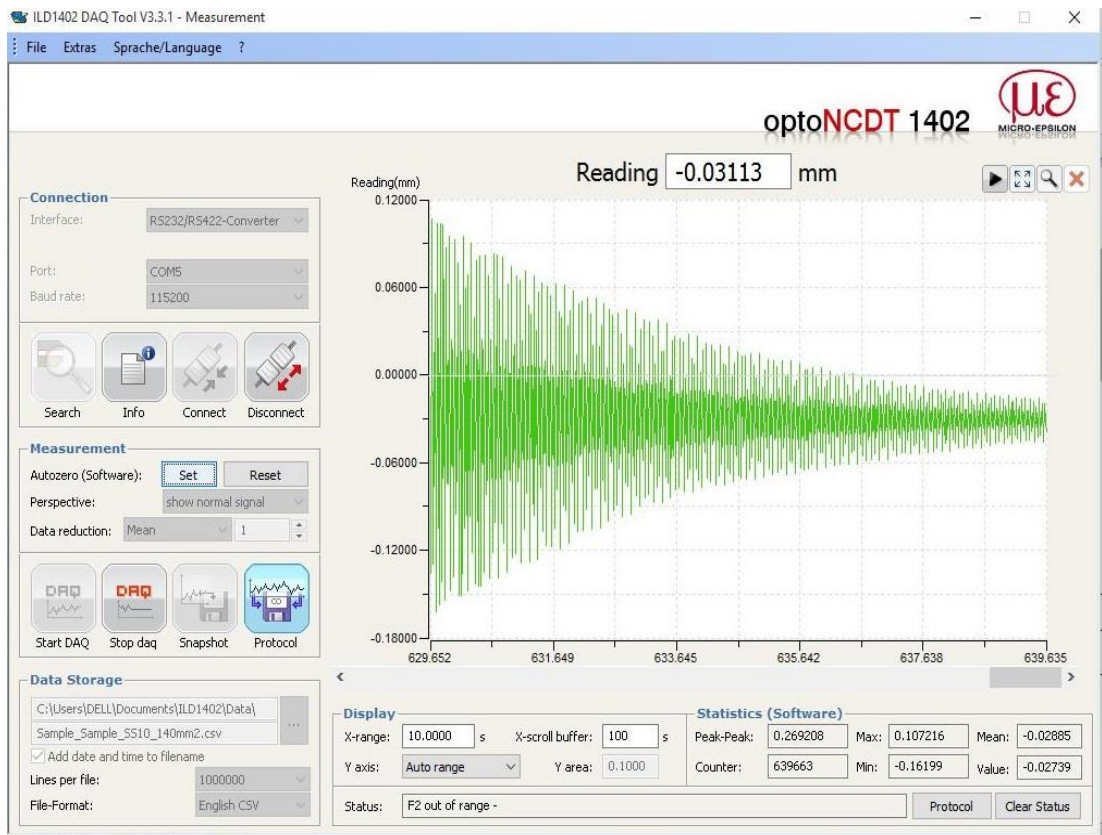 ILD1402 DAQ Tool V3.3.1 - Measurement
File Extras Sprache/Language ?
optoNCDT 1402
με
MICRO-EPSILON
Reading -0.03113 mm
Connection
Interface: RS232/RS422-Converter
Port: COM5
Baud rate: 115200
Search Info Connect Disconnect
Measurement
Autozero (Software): Set Reset
Perspective: show normal signal
Data reduction: Mean 1
DAQ DAQ
Start DAQ Stop daq Snapshot Protocol
Data Storage
C:\Users\DELL\Documents\ILD1402\Data\
Sample_Sample_SS10_140mm2.csv ...
Add date and time to filename
Lines per file: 1000000
File-Format: English CSV
Reading(mm)
0.12000
0.06000
0.00000
-0.06000
-0.12000
-0.18000
629.652 631.649 633.645 635.642 637.638 639.635
Display
X-range: 10.0000 s X-scroll buffer: 100 s
Y axis: Auto range Y area: 0.1000
Statistics (Software)
Peak-Peak: 0.269208 Max: 0.107216 Mean: -0.02885
Counter: 639663 Min: -0.16199 Value: -0.02739
Status: F2 out of range - Protocol Clear Status